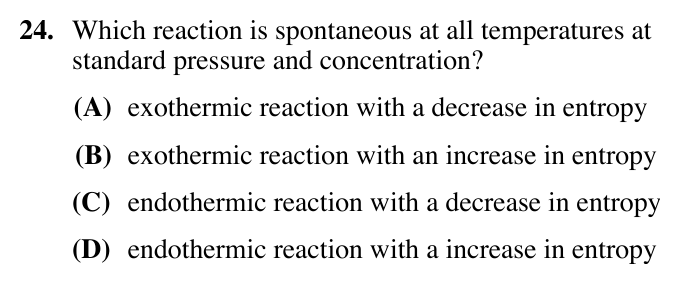 24. Which reaction is spontaneous at all temperatures at
standard pressure and concentration?
(A) exothermic reaction with a decrease in entropy
(B) exothermic reaction with an increase in entropy
(C) endothermic reaction with a decrease in entropy
(D) endothermic reaction with a increase in entropy